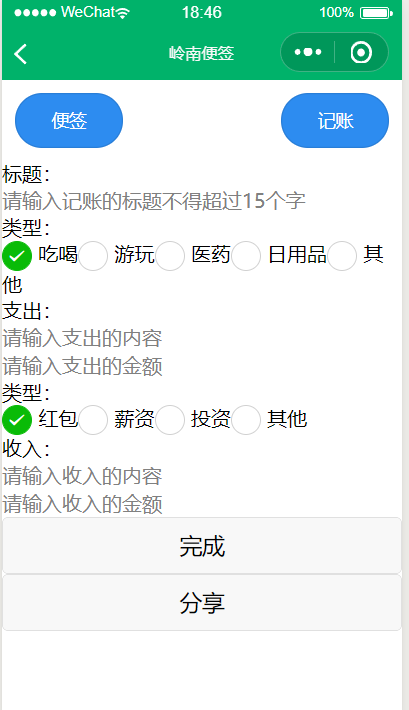 ●●●●● WeChat 18:46 100%
岭南便签
便签 记账
标题：
请输入记账的标题不得超过15个字
类型：
吃喝 游玩 医药 日用品 其
他
支出：
请输入支出的内容
请输入支出的金额
类型：
红包 薪资 投资 其他
收入：
请输入收入的内容
请输入收入的金额
完成
分享